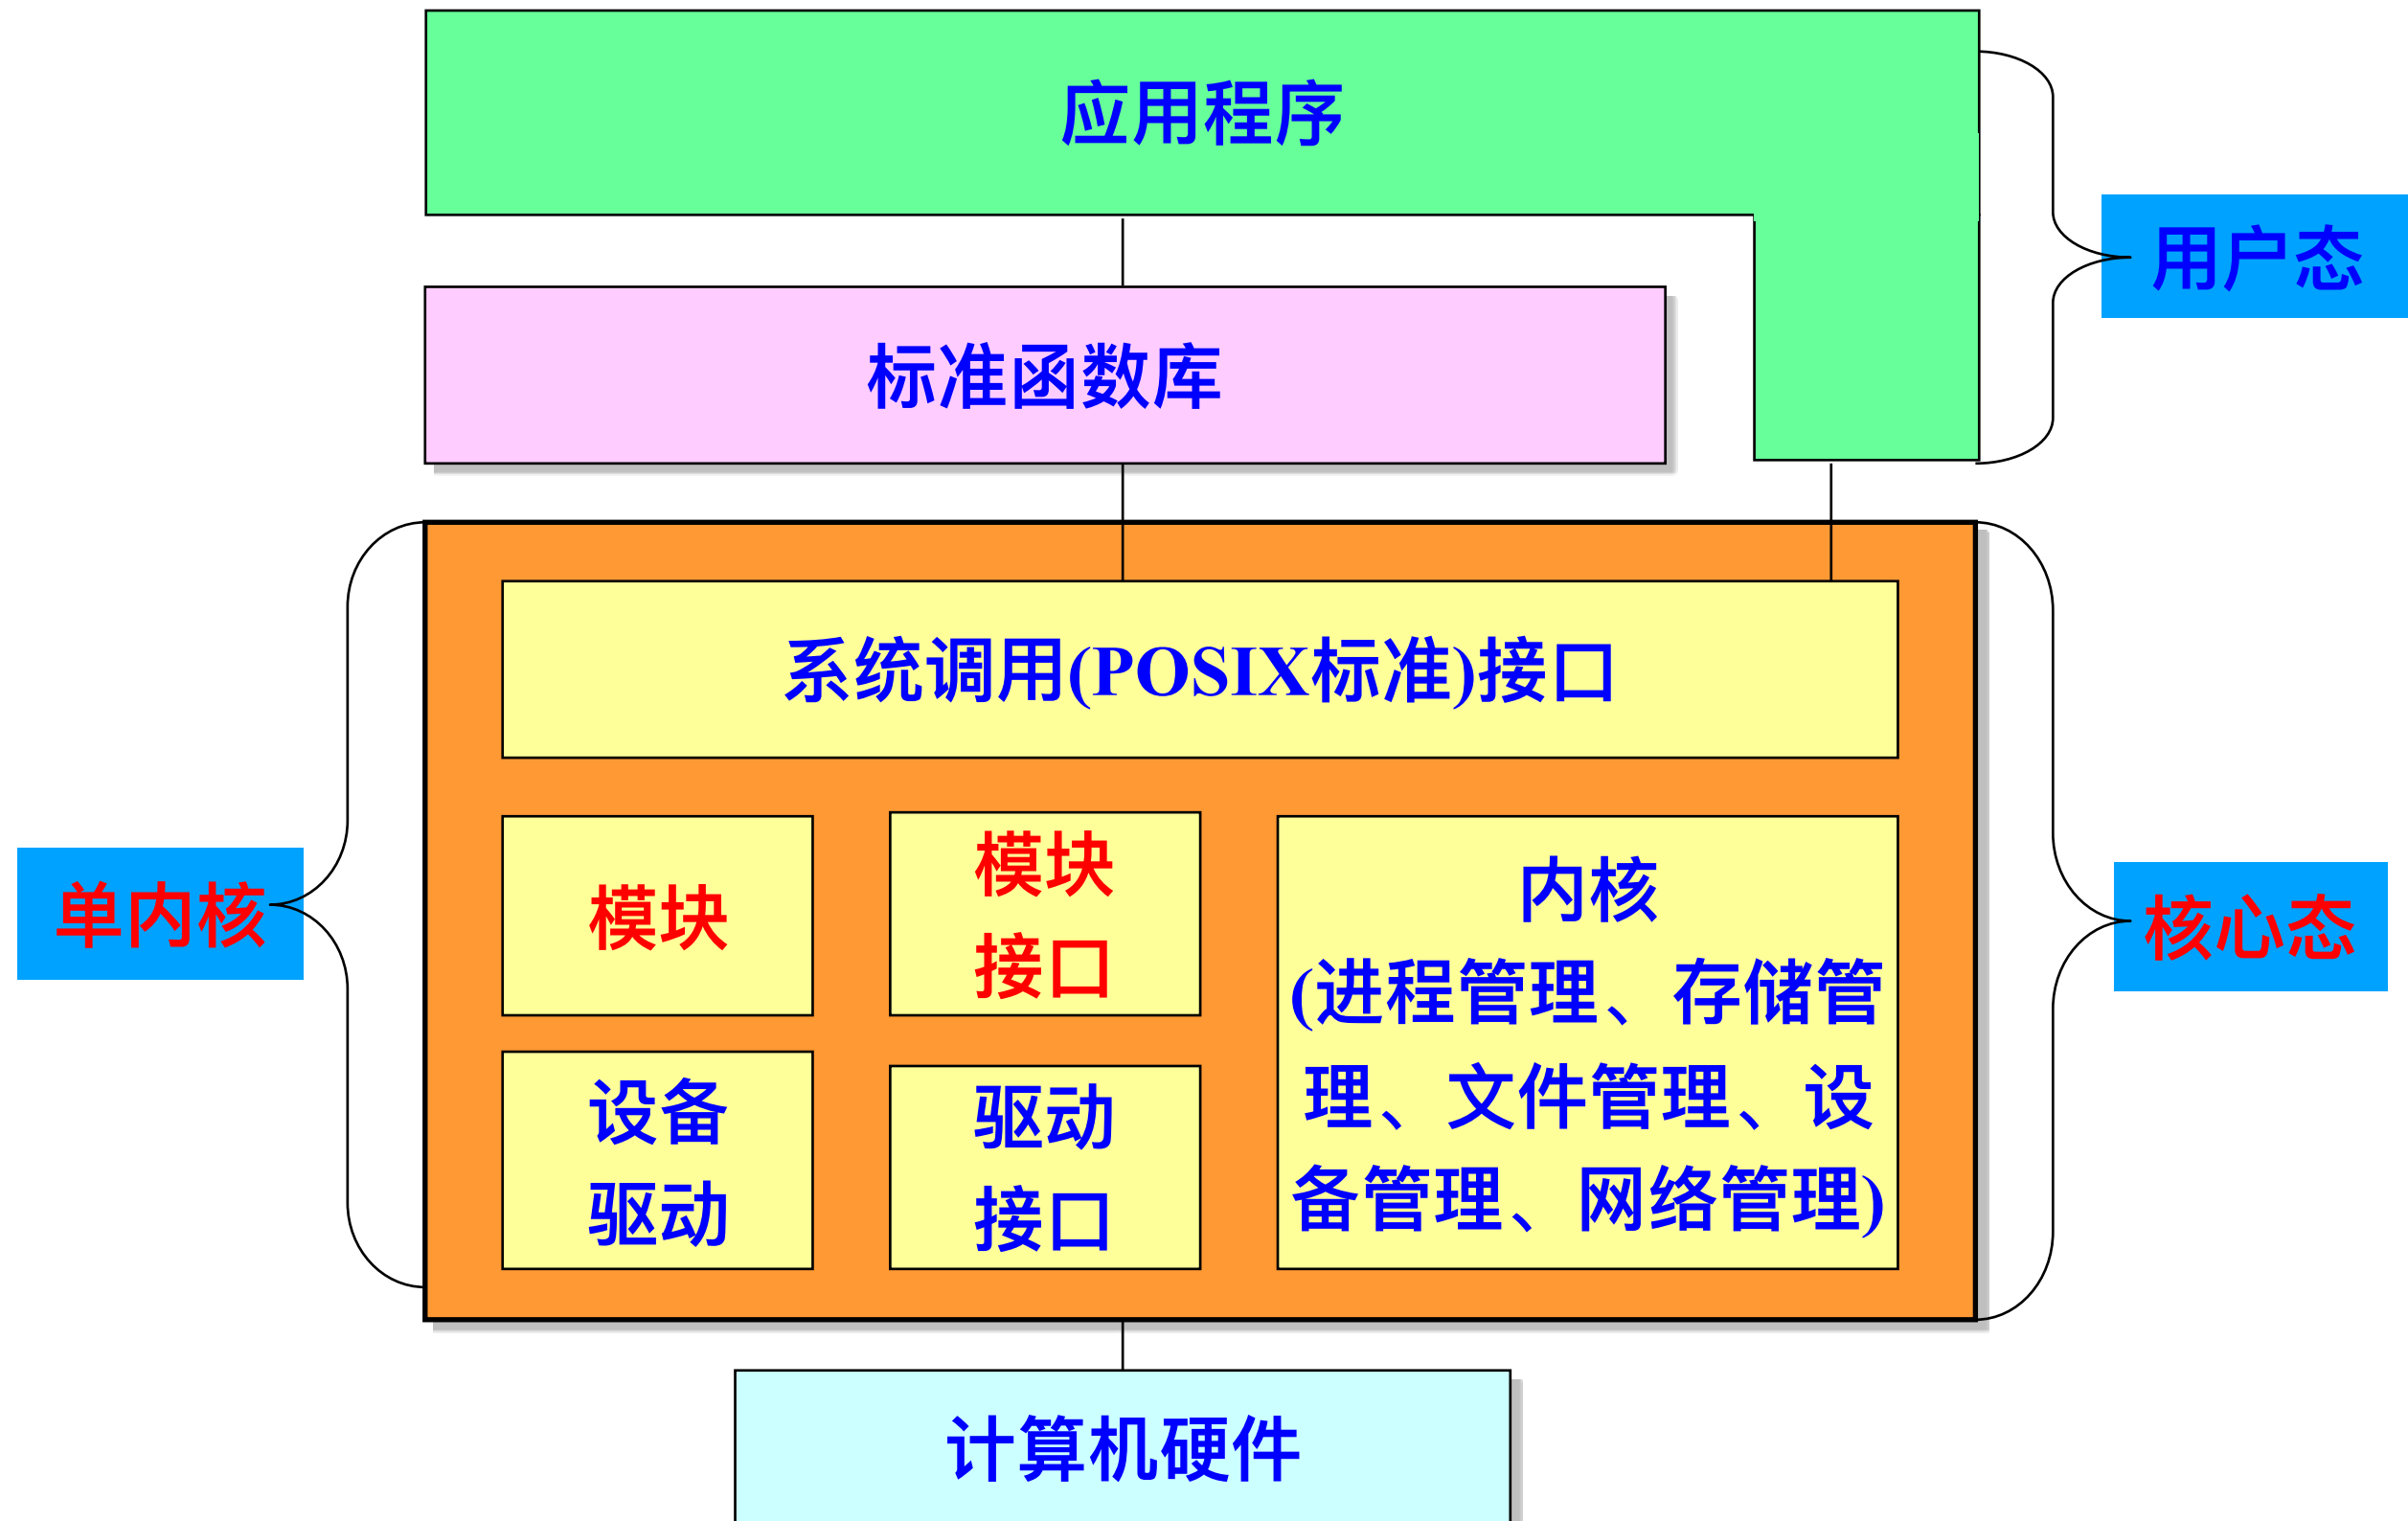 应用程序
用户态
标准函数库
系统调用(POSIX标准)接口
单内核
模块
模块
接口
内核
(进程管理、存储管
理、文件管理、设
备管理、网络管理)
核心态
设备
驱动
驱动
接口
计算机硬件